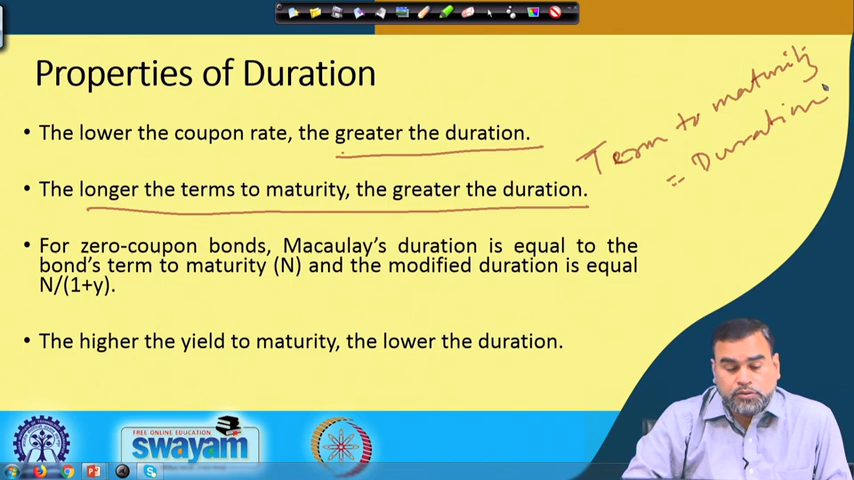 Properties of Duration
• The lower the coupon rate, the greater the duration.
• The longer the terms to maturity, the greater the duration.
• For zero-coupon bonds, Macaulay's duration is equal to the
bond's term to maturity (N) and the modified duration is equal
N/(1+y).
• The higher the yield to maturity, the lower the duration.
Term to maturity
= Duration
FREE ONLINE EDUCATION
swayam